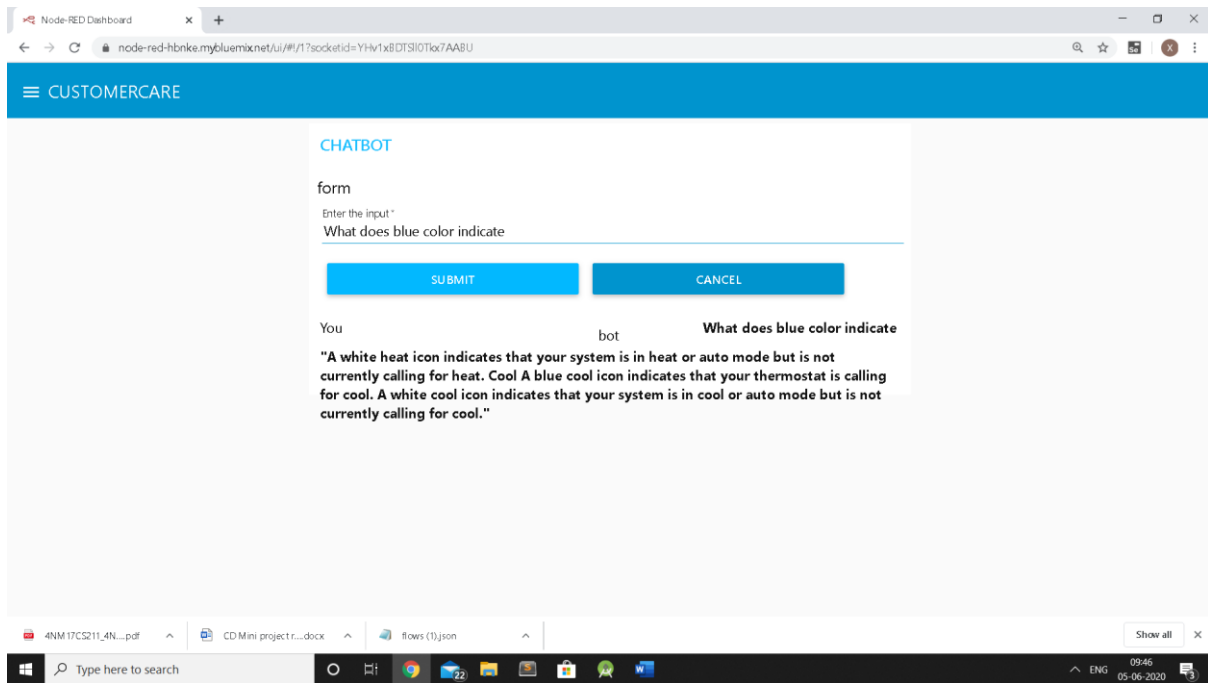 Node-RED Dashboard
node-red-hbnke.mybluemix.net/ui/#!/1?socketid=YHv1xBDTSll0Tkx7AABU
X
CUSTOMERCARE
CHATBOT
form
Enter the input *
What does blue color indicate
SUBMIT
CANCEL
You
What does blue color indicate
bot
"A white heat icon indicates that your system is in heat or auto mode but is not
currently calling for heat. Cool A blue cool icon indicates that your thermostat is calling
for cool. A white cool icon indicates that your system is in cool or auto mode but is not
currently calling for cool."
4NM17CS211_4N....pdf
CD Mini project r....docx
flows (1).json
Show all
Type here to search
22
ENG
09:46
05-06-2020
3